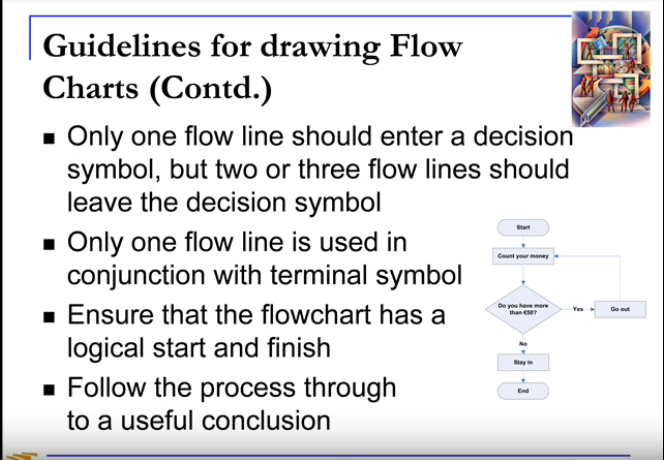 Guidelines for drawing Flow
Charts (Contd.)
■ Only one flow line should enter a decision
symbol, but two or three flow lines should
leave the decision symbol
■ Only one flow line is used in
conjunction with terminal symbol
■ Ensure that the flowchart has a
logical start and finish
■ Follow the process through
to a useful conclusion
Start
Count your money
Do you have more
than €50?
Yes
Go out
No
Stay in
End